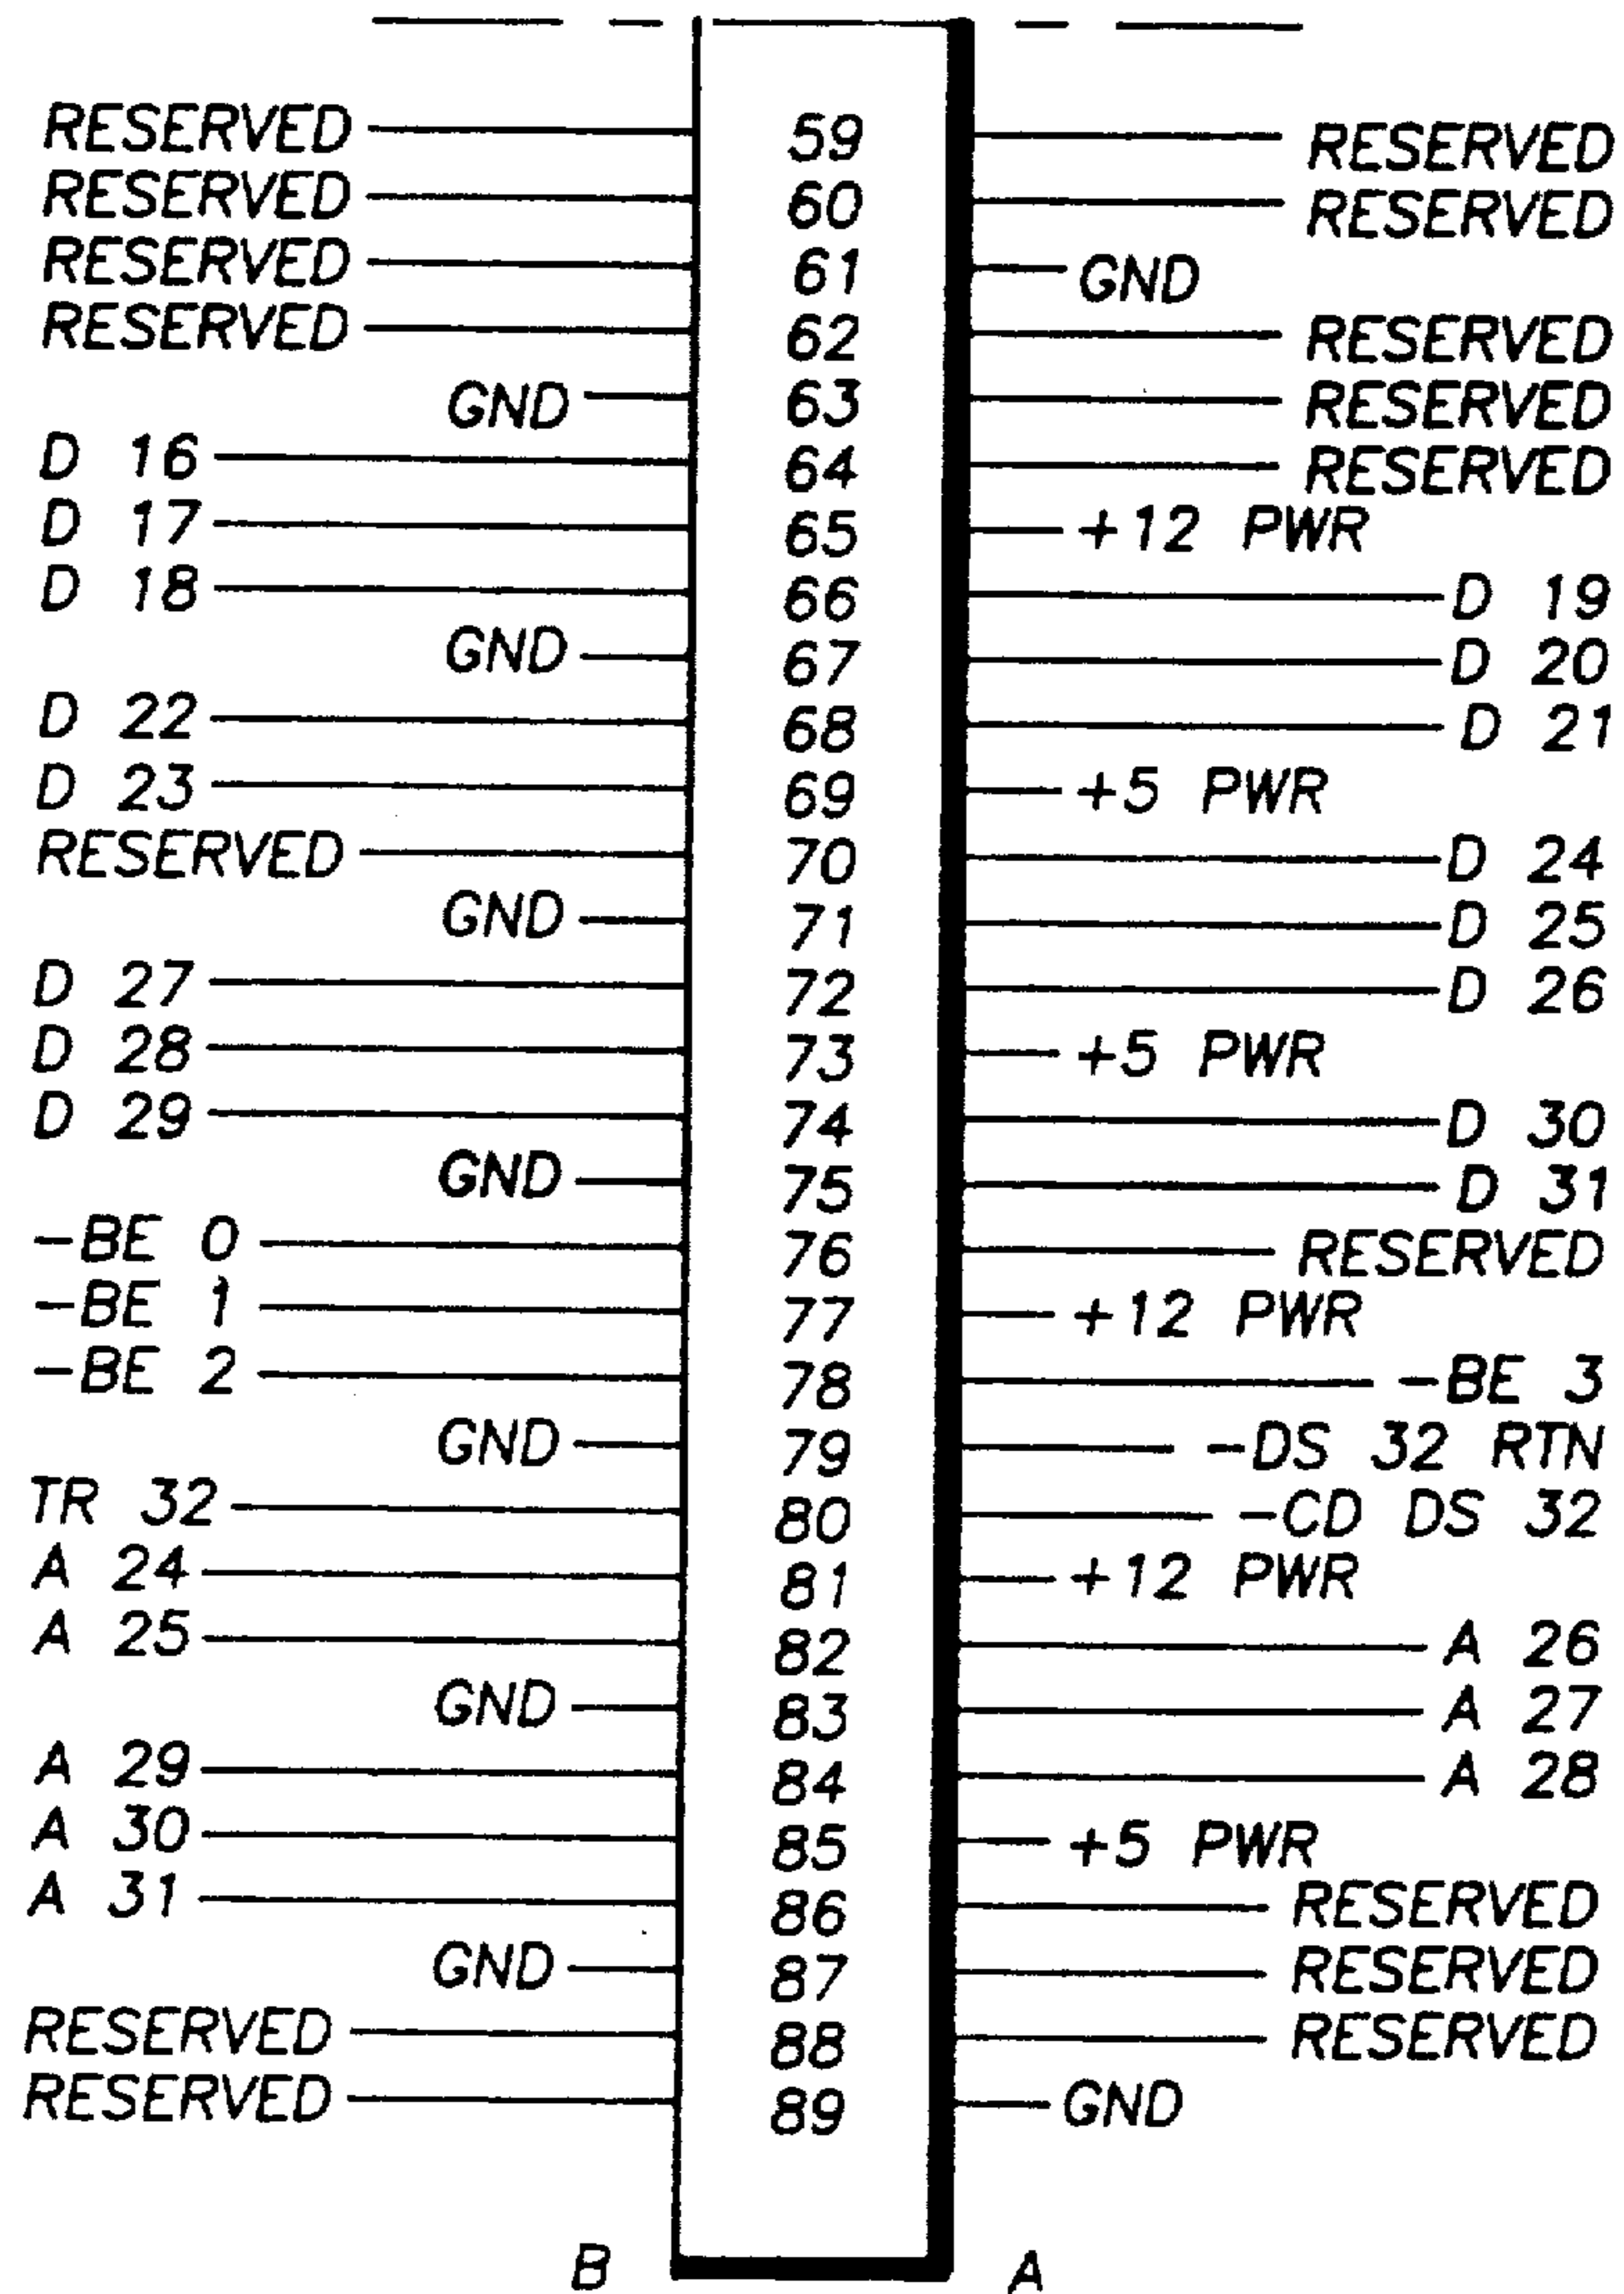 RESERVED 59 RESERVED
RESERVED 60 RESERVED
RESERVED 61 GND
RESERVED 62 RESERVED
GND 63 RESERVED
D 16 64 RESERVED
D 17 65 +12 PWR
D 18 66 D 19
GND 67 D 20
D 22 68 D 21
D 23 69 +5 PWR
RESERVED 70 D 24
GND 71 D 25
D 27 72 D 26
D 28 73 +5 PWR
D 29 74 D 30
GND 75 D 31
-BE 0 76 RESERVED
-BE 1 77 +12 PWR
-BE 2 78 -BE 3
GND 79 -DS 32 RTN
TR 32 80 -CD DS 32
A 24 81 +12 PWR
A 25 82 A 26
GND 83 A 27
A 29 84 A 28
A 30 85 +5 PWR
A 31 86 RESERVED
GND 87 RESERVED
RESERVED 88 RESERVED
RESERVED 89 GND
B A